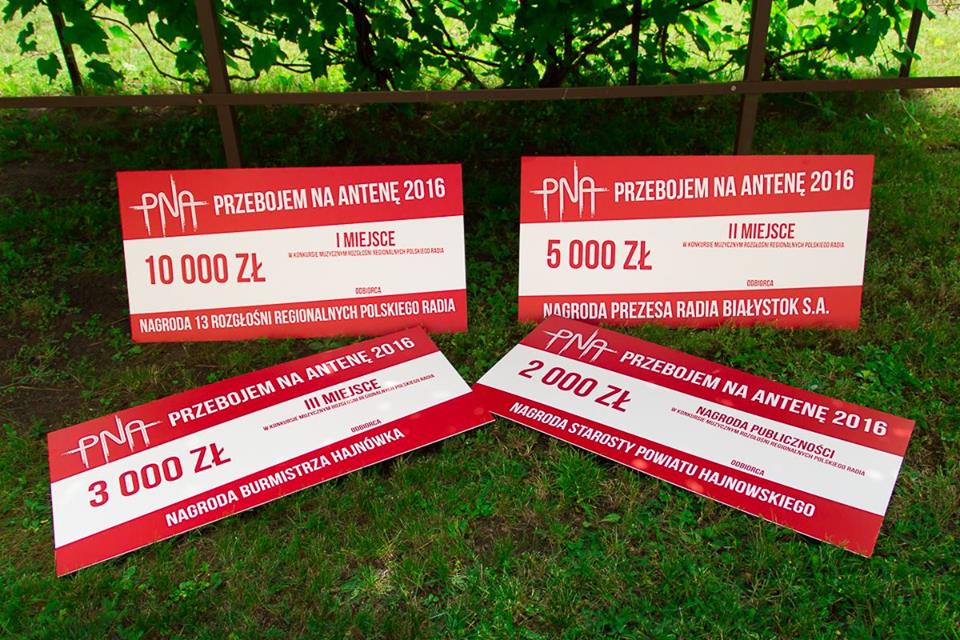 PNA PRZEBOJEM NA ANTENĘ 2016
I MIEJSCE
W KONKURSIE MUZYCZNYM ROZGŁOŚNI REGIONALNYCH POLSKIEGO RADIA
10 000 ZŁ
ODBIORCA
NAGRODA 13 ROZGŁOŚNI REGIONALNYCH POLSKIEGO RADIA
PNA PRZEBOJEM NA ANTENĘ 2016
II MIEJSCE
W KONKURSIE MUZYCZNYM ROZGŁOŚNI REGIONALNYCH POLSKIEGO RADIA
5 000 ZŁ
ODBIORCA
NAGRODA PREZESA RADIA BIAŁYSTOK S.A.
PNA PRZEBOJEM NA ANTENĘ 2016
III MIEJSCE
W KONKURSIE MUZYCZNYM ROZGŁOŚNI REGIONALNYCH POLSKIEGO RADIA
3 000 ZŁ
ODBIORCA
NAGRODA BURMISTRZA HAJNÓWKA
PNA PRZEBOJEM NA ANTENĘ 2016
2 000 ZŁ
NAGRODA PUBLICZNOŚCI
W KONKURSIE MUZYCZNYM ROZGŁOŚNI REGIONALNYCH POLSKIEGO RADIA
ODBIORCA
NAGRODA STAROSTY POWIATU HAJNOWSKIEGO